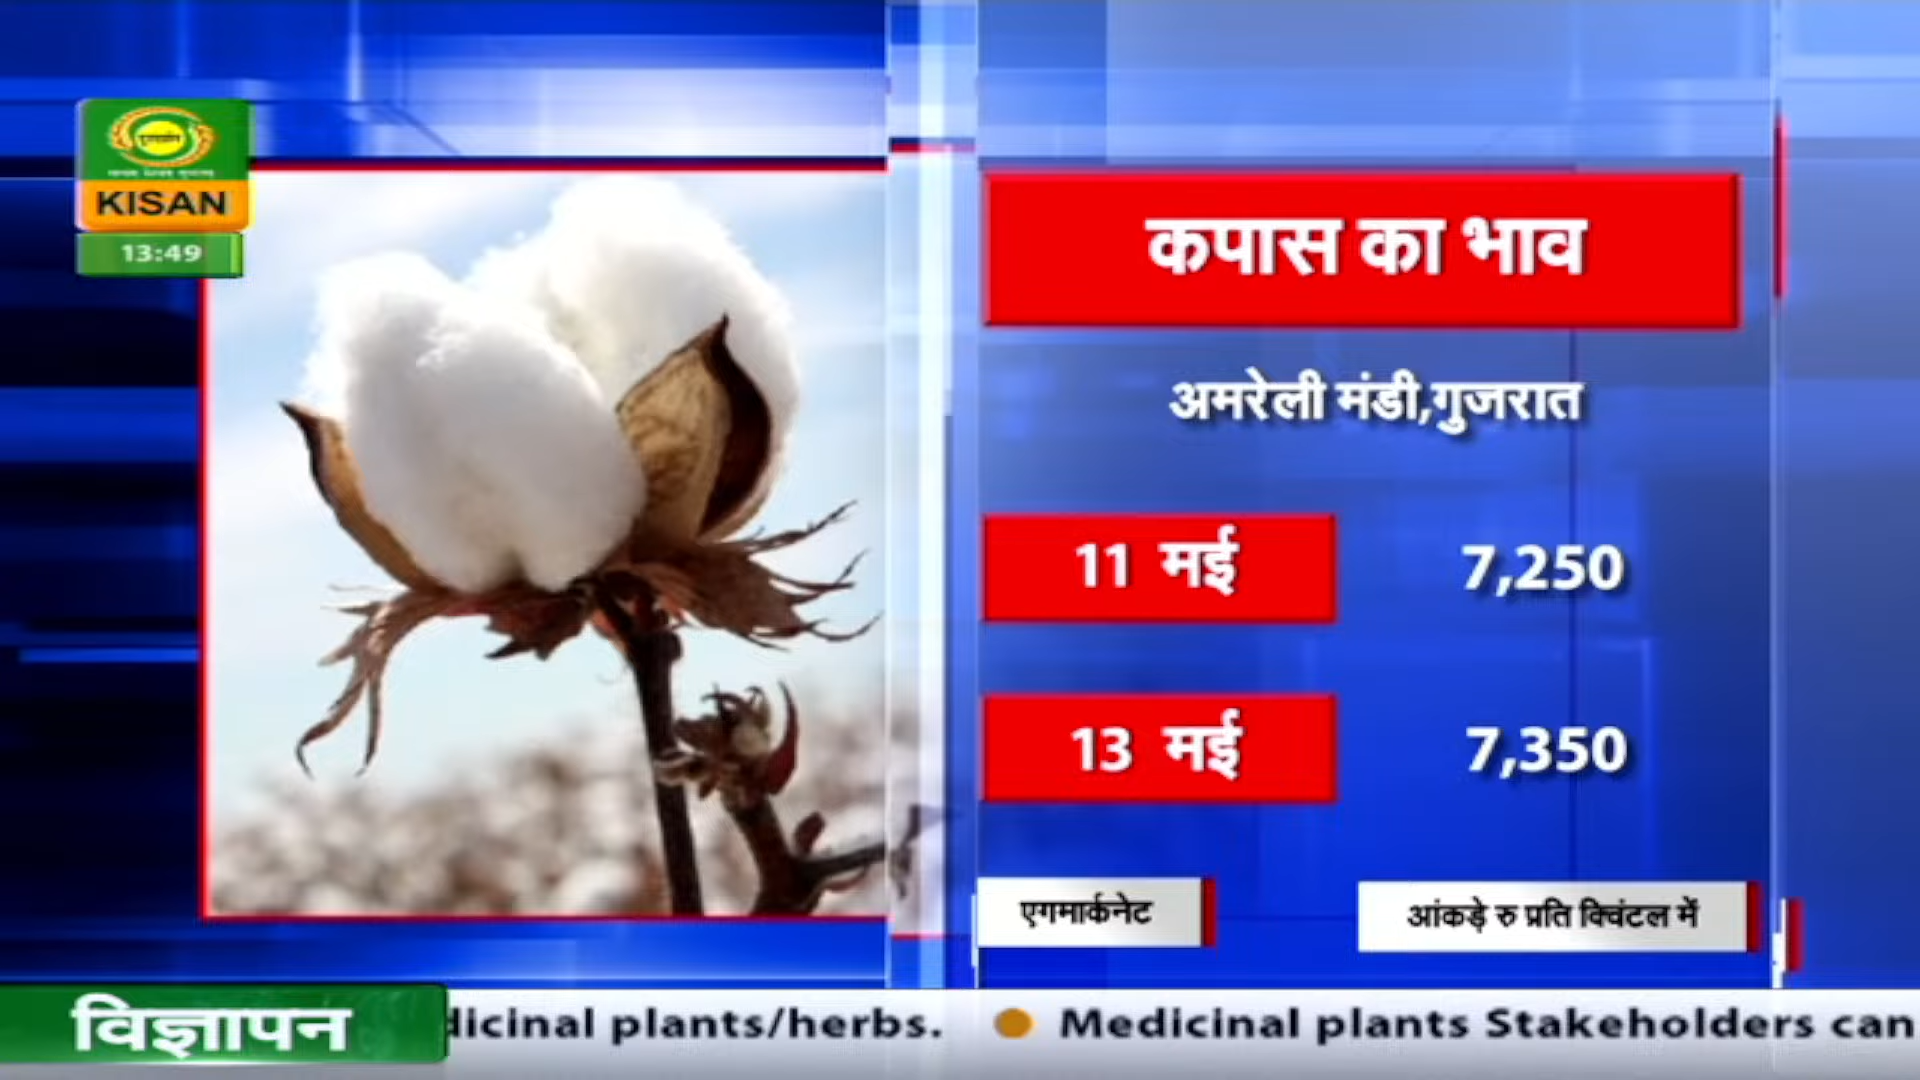 KISAN
13:49
कपास का भाव
अमरेली मंडी,गुजरात
11 मई 7,250
13 मई 7,350
एगमार्कनेट
आंकड़े रु प्रति क्विंटल में
विज्ञापन
dicinal plants/herbs. Medicinal plants Stakeholders can